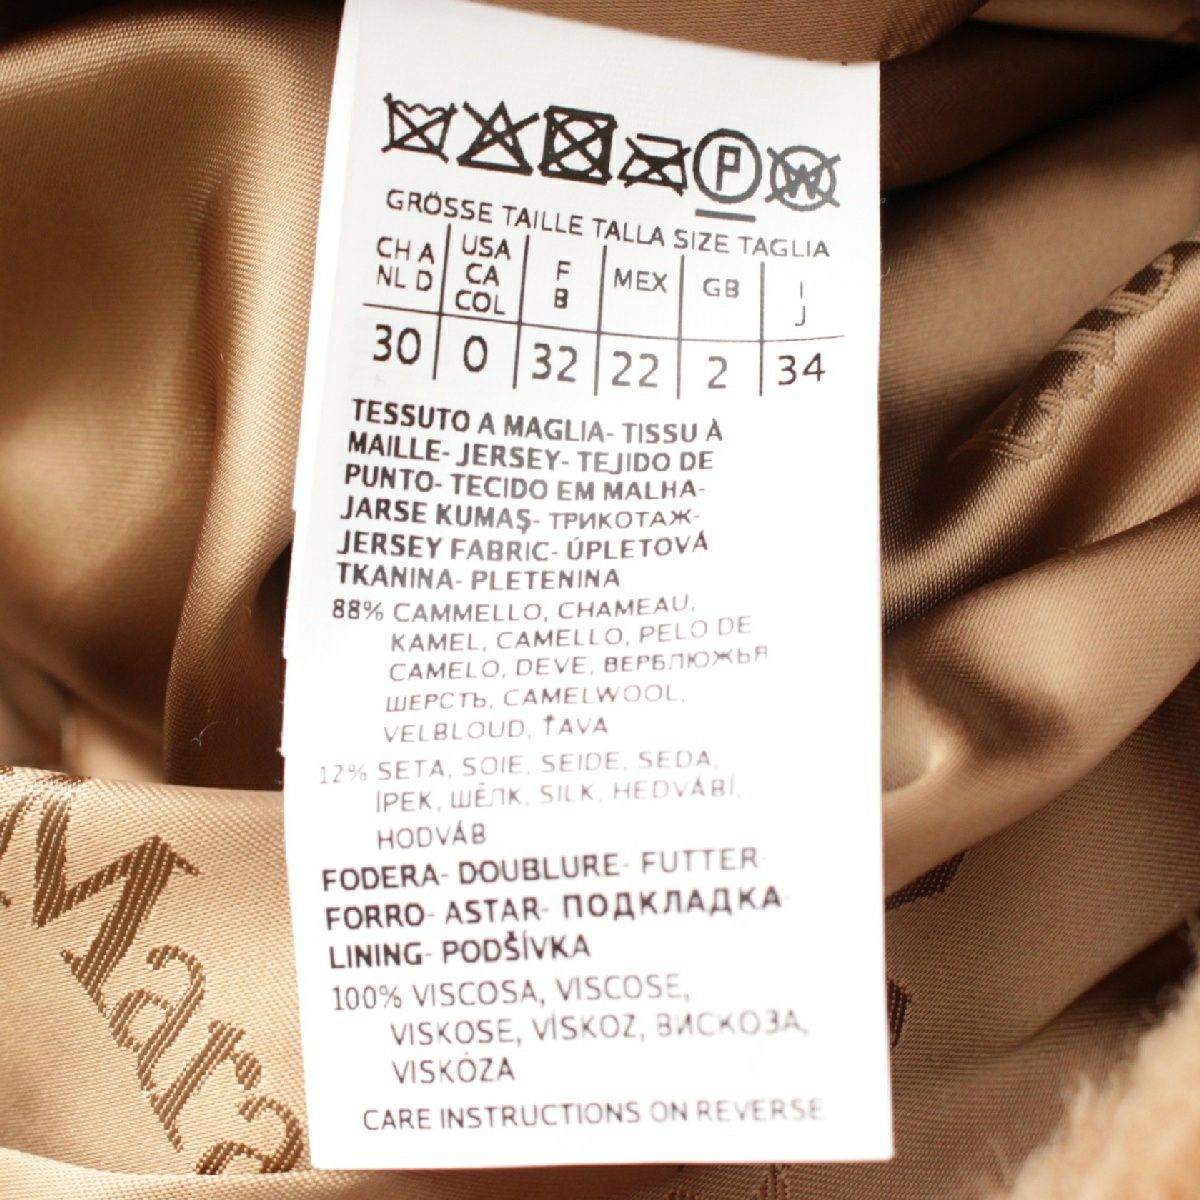 P W
GRÖSSE TAILLE TALLA SIZE TAGLIA
CH A NL D | USA CA COL | F B | MEX | GB | I J
30 | 0 | 32 | 22 | 2 | 34
TESSUTO A MAGLIA- TISSU À
MAILLE- JERSEY- TEJIDO DE
PUNTO- TECIDO EM MALHA-
JARSE KUMAŞ- ТРИКОТАЖ-
JERSEY FABRIC- ÚPLETOVÁ
TKANINA- PLETENINA
88% CAMMELLO, CHAMEAU,
KAMEL, CAMELLO, PELO DE
CAMELO, DEVE, ВЕРБЛЮЖЬЯ
ШЕРСТЬ, CAMELWOOL,
VELBLOUD, ŤAVA
12% SETA, SOIE, SEIDE, SEDA,
İPEK, ШЁЛК, SILK, HEDVÁBÍ,
HODVÁB
FODERA- DOUBLURE- FUTTER-
FORRO- ASTAR- ПОДКЛАДКА-
LINING- PODŠÍVKA
100% VISCOSA, VISCOSE,
VISKOSE, VÍSKOZ, ВИСКОЗА,
VISKÓZA
CARE INSTRUCTIONS ON REVERSE
Mara